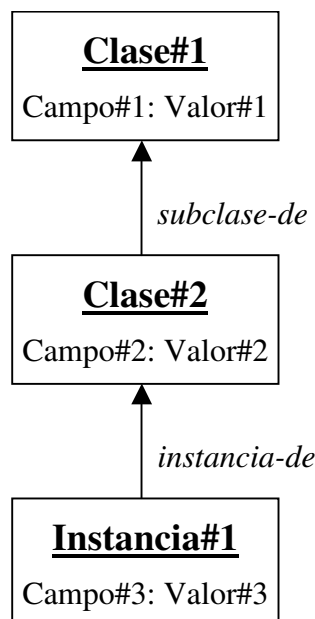 Clase#1
Campo#1: Valor#1
subclase-de
Clase#2
Campo#2: Valor#2
instancia-de
Instancia#1
Campo#3: Valor#3